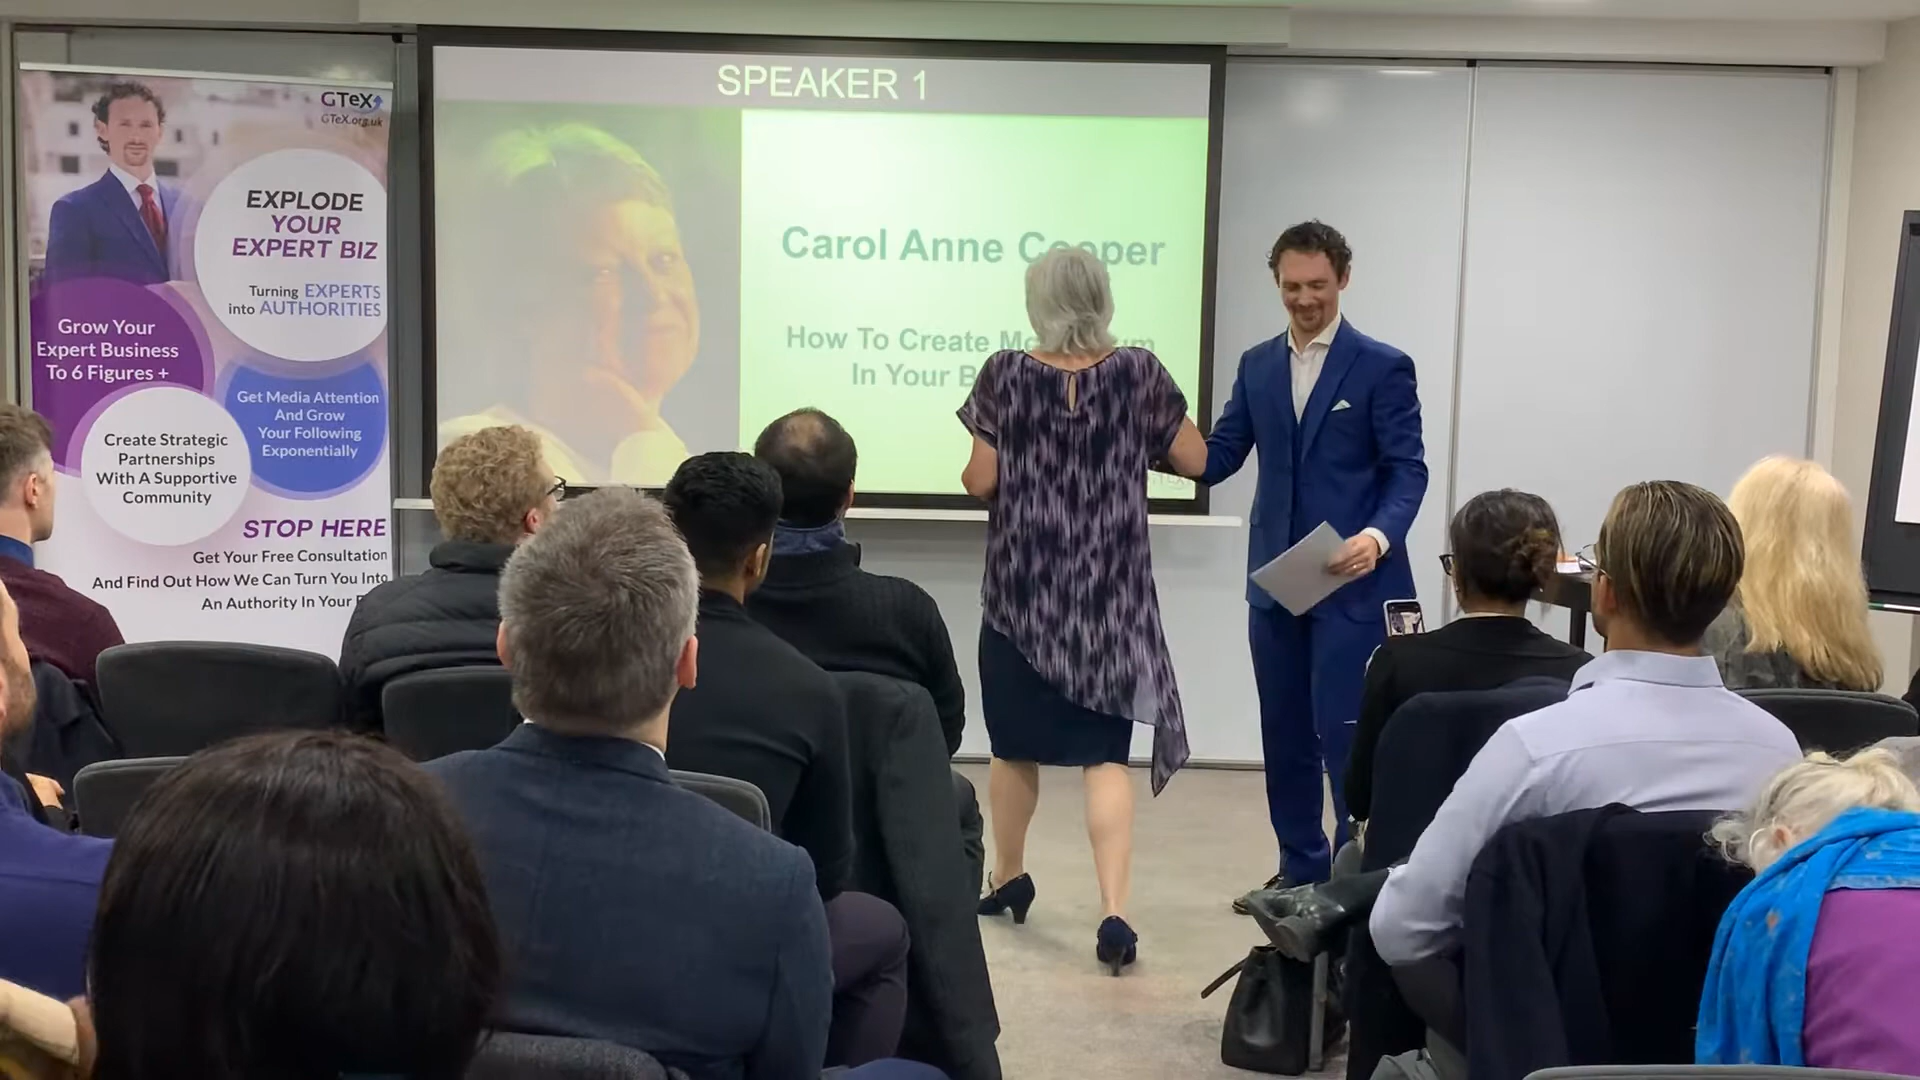 GTeX
GTeX.org.uk
EXPLODE
YOUR
EXPERT BIZ
Turning EXPERTS
into AUTHORITIES
Grow Your
Expert Business
To 6 Figures +
Get Media Attention
And Grow
Your Following
Exponentially
Create Strategic
Partnerships
With A Supportive
Community
STOP HERE
Get Your Free Consultation
And Find Out How We Can Turn You Into
An Authority In Your
SPEAKER 1
Carol Anne Cooper
How To Create
In Your